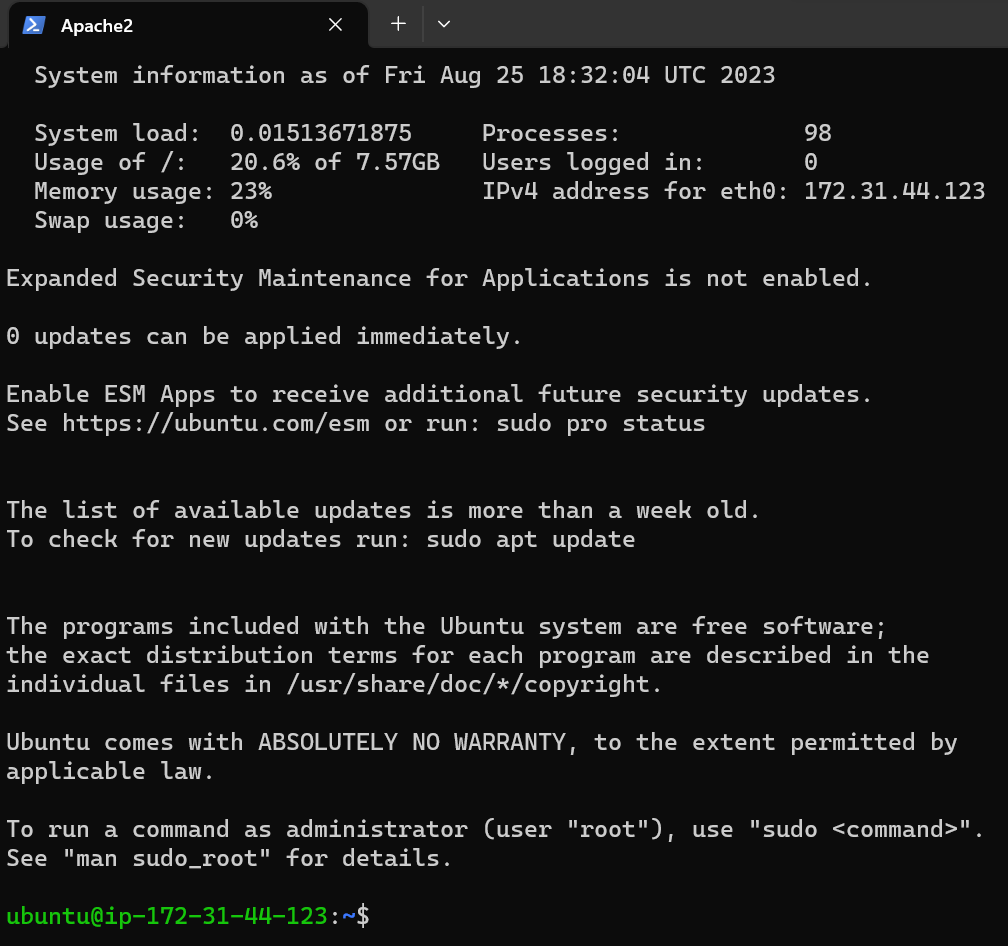 Apache2
System information as of Fri Aug 25 18:32:04 UTC 2023
System load:  0.01513671875     Processes:             98
Usage of /:   20.6% of 7.57GB   Users logged in:       0
Memory usage: 23%               IPv4 address for eth0: 172.31.44.123
Swap usage:   0%
Expanded Security Maintenance for Applications is not enabled.
0 updates can be applied immediately.
Enable ESM Apps to receive additional future security updates.
See https://ubuntu.com/esm or run: sudo pro status
The list of available updates is more than a week old.
To check for new updates run: sudo apt update
The programs included with the Ubuntu system are free software;
the exact distribution terms for each program are described in the
individual files in /usr/share/doc/*/copyright.
Ubuntu comes with ABSOLUTELY NO WARRANTY, to the extent permitted by
applicable law.
To run a command as administrator (user "root"), use "sudo <command>".
See "man sudo_root" for details.
ubuntu@ip-172-31-44-123:~$